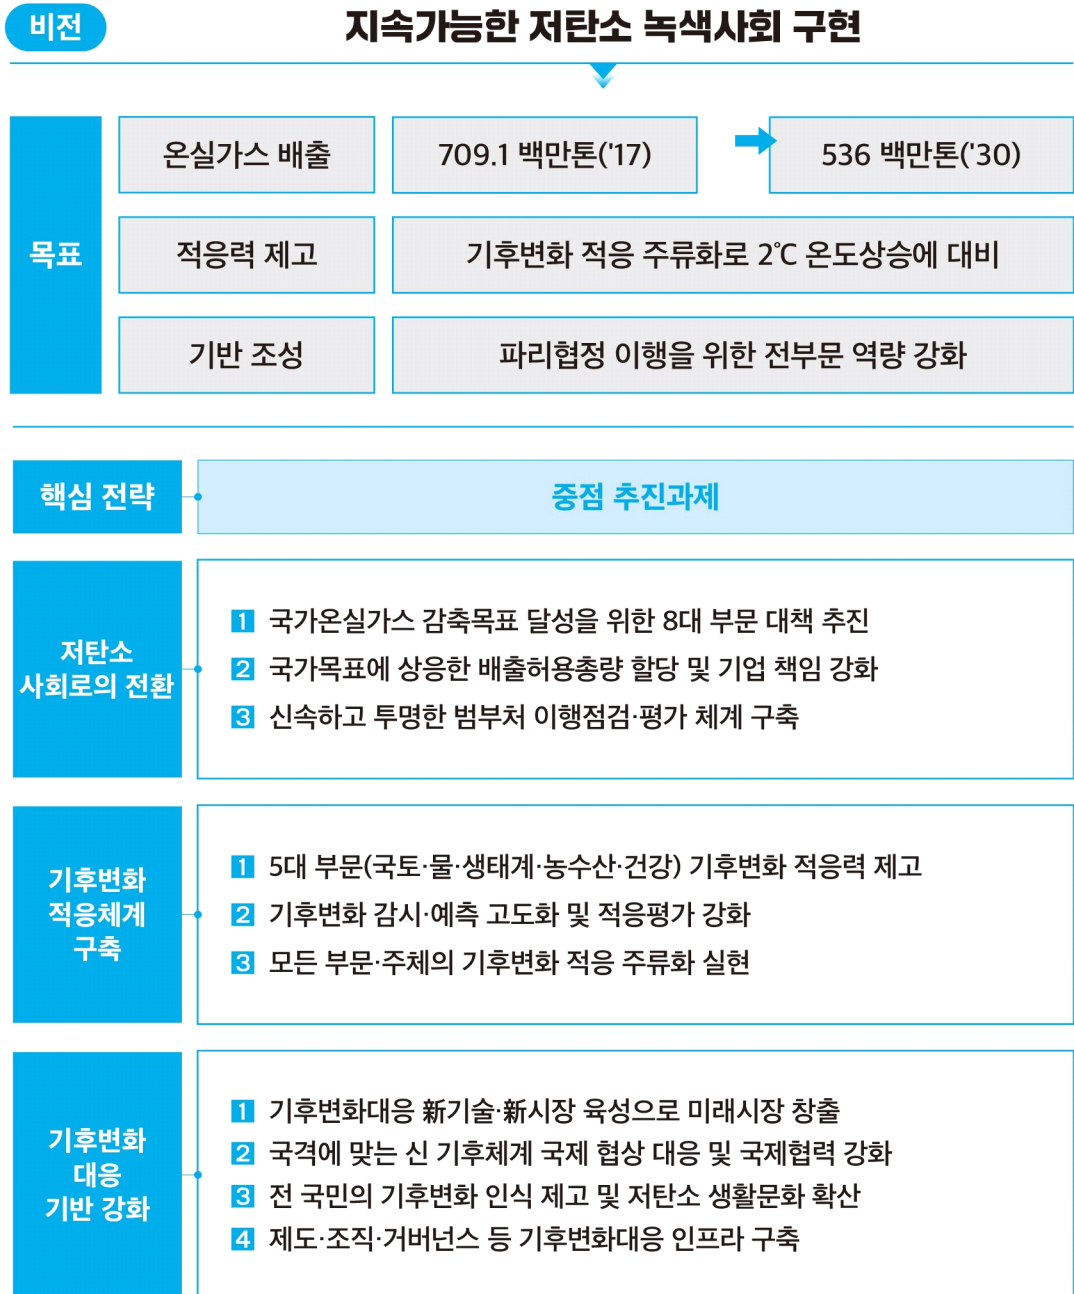 비전
지속가능한 저탄소 녹색사회 구현
목표
온실가스 배출
709.1 백만톤('17)
536 백만톤('30)
적응력 제고
기후변화 적응 주류화로 2℃ 온도상승에 대비
기반 조성
파리협정 이행을 위한 전부문 역량 강화
핵심 전략
중점 추진과제
저탄소
사회로의 전환
1 국가온실가스 감축목표 달성을 위한 8대 부문 대책 추진
2 국가목표에 상응한 배출허용총량 할당 및 기업 책임 강화
3 신속하고 투명한 범부처 이행점검·평가 체계 구축
기후변화
적응체계
구축
1 5대 부문(국토·물·생태계·농수산·건강) 기후변화 적응력 제고
2 기후변화 감시·예측 고도화 및 적응평가 강화
3 모든 부문·주체의 기후변화 적응 주류화 실현
기후변화
대응
기반 강화
1 기후변화대응 新기술·新시장 육성으로 미래시장 창출
2 국격에 맞는 신 기후체계 국제 협상 대응 및 국제협력 강화
3 전 국민의 기후변화 인식 제고 및 저탄소 생활문화 확산
4 제도·조직·거버넌스 등 기후변화대응 인프라 구축